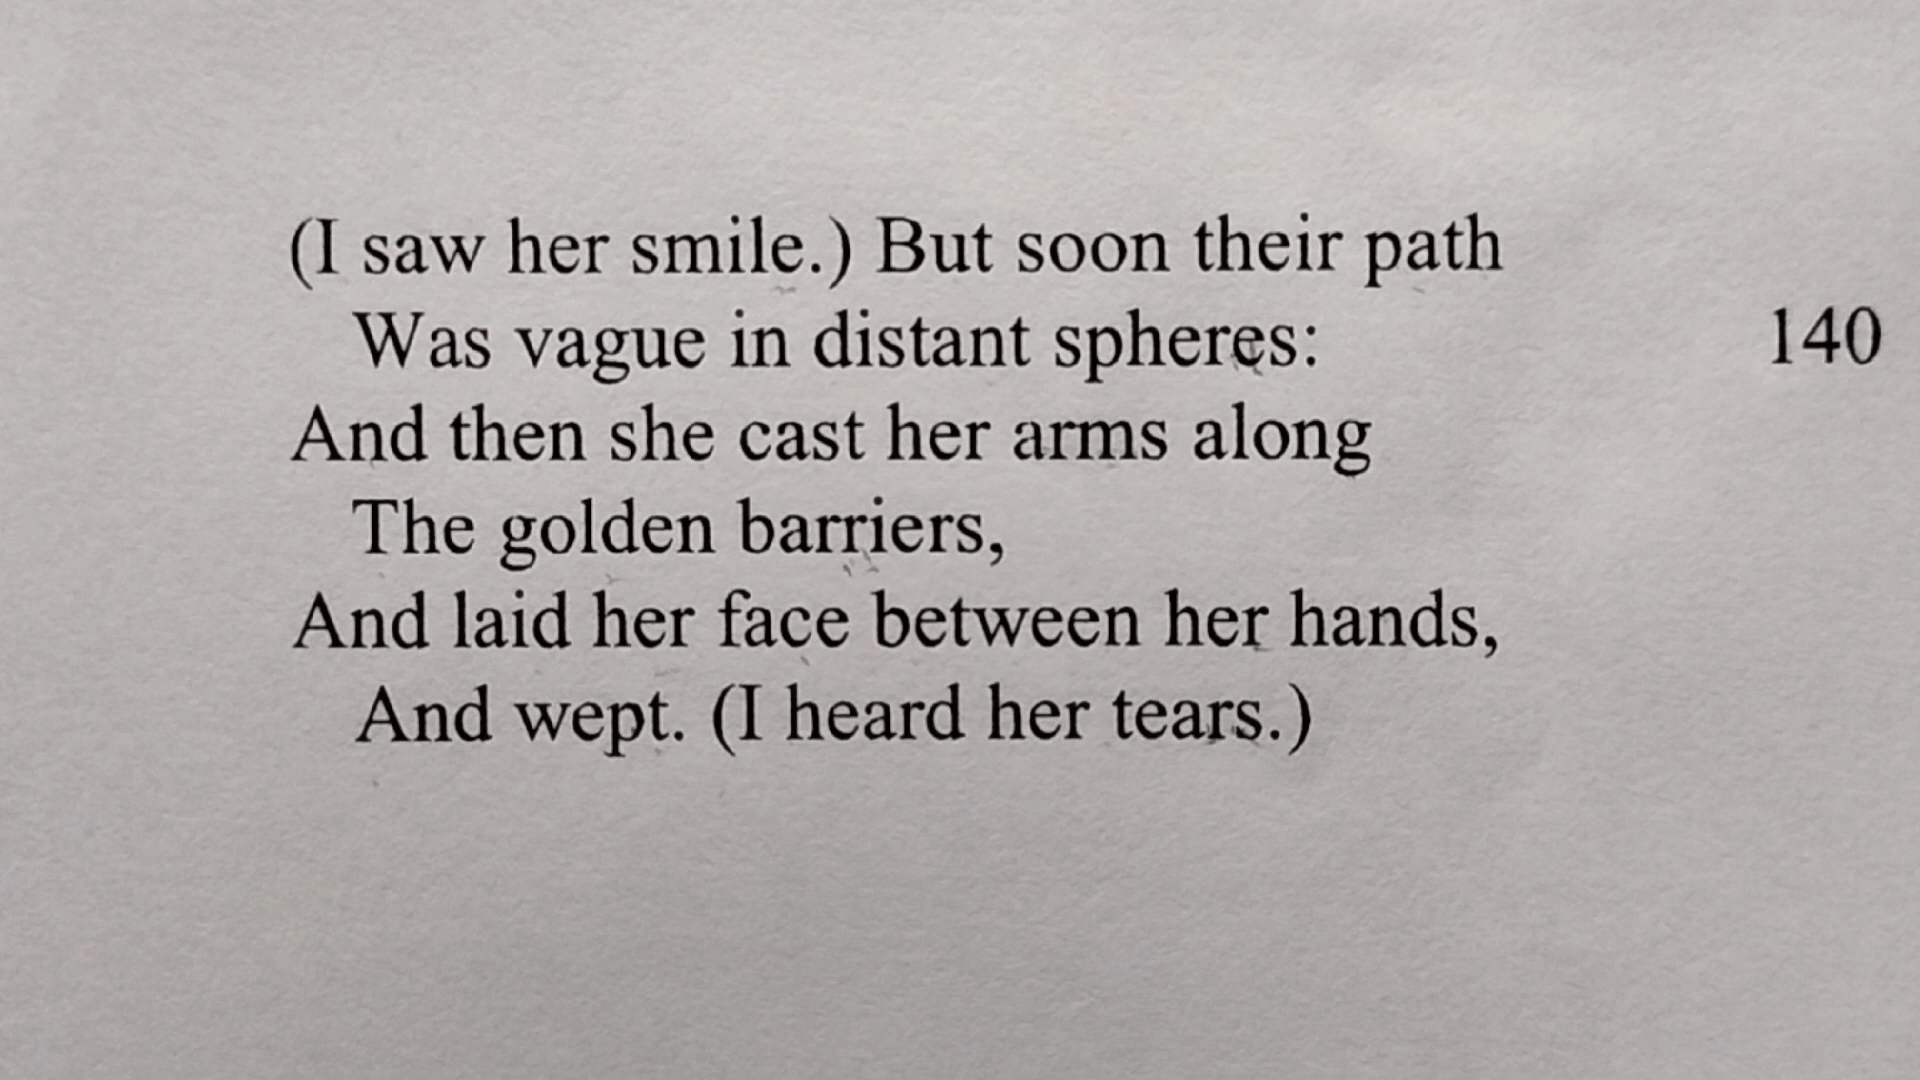 (I saw her smile.) But soon their path
Was vague in distant spheres: 140
And then she cast her arms along
The golden barriers,
And laid her face between her hands,
And wept. (I heard her tears.)